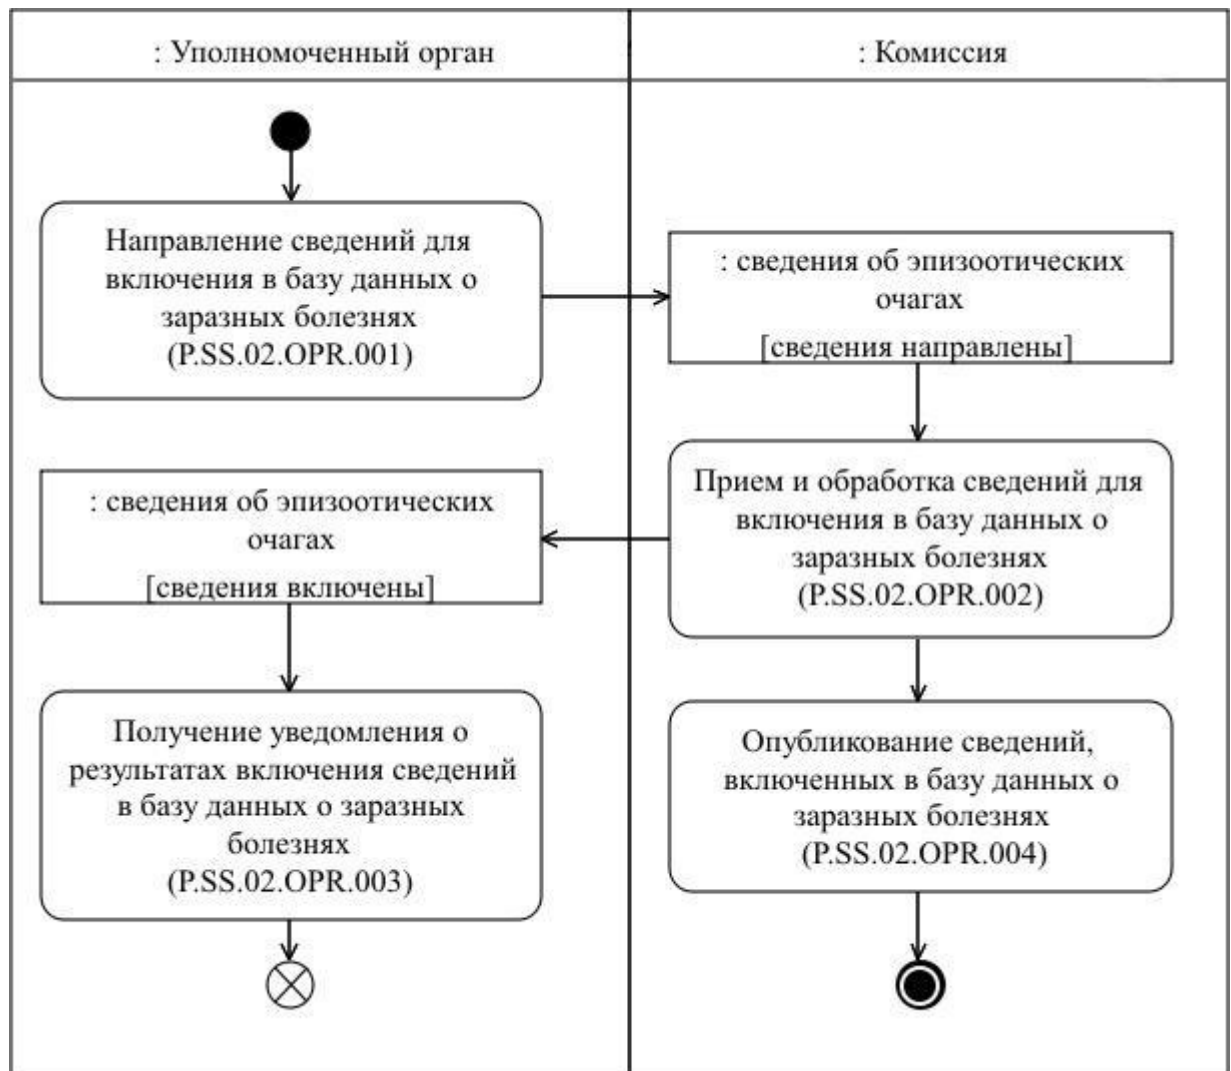 : Уполномоченный орган
: Комиссия
Направление сведений для
включения в базу данных о
заразных болезнях
(P.SS.02.OPR.001)
: сведения об эпизоотических
очагах
[сведения направлены]
Прием и обработка сведений для
включения в базу данных о
заразных болезнях
(P.SS.02.OPR.002)
: сведения об эпизоотических
очагах
[сведения включены]
Получение уведомления о
результатах включения сведений
в базу данных о заразных
болезнях
(P.SS.02.OPR.003)
Опубликование сведений,
включенных в базу данных о
заразных болезнях
(P.SS.02.OPR.004)